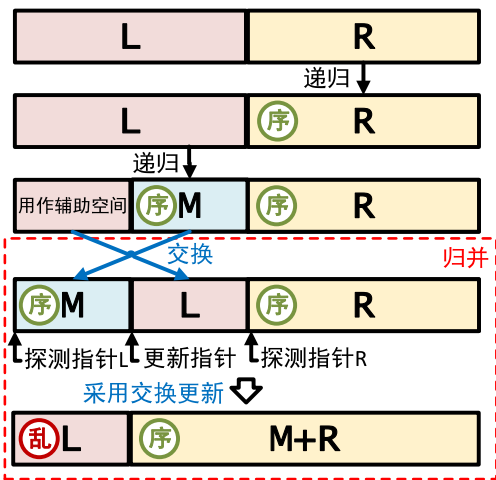 L R
递归
L 序 R
递归
用作辅助空间 序 M 序 R
交换 归并
序 M L 序 R
探测指针L 更新指针 探测指针R
采用交换更新
乱 L 序 M+R